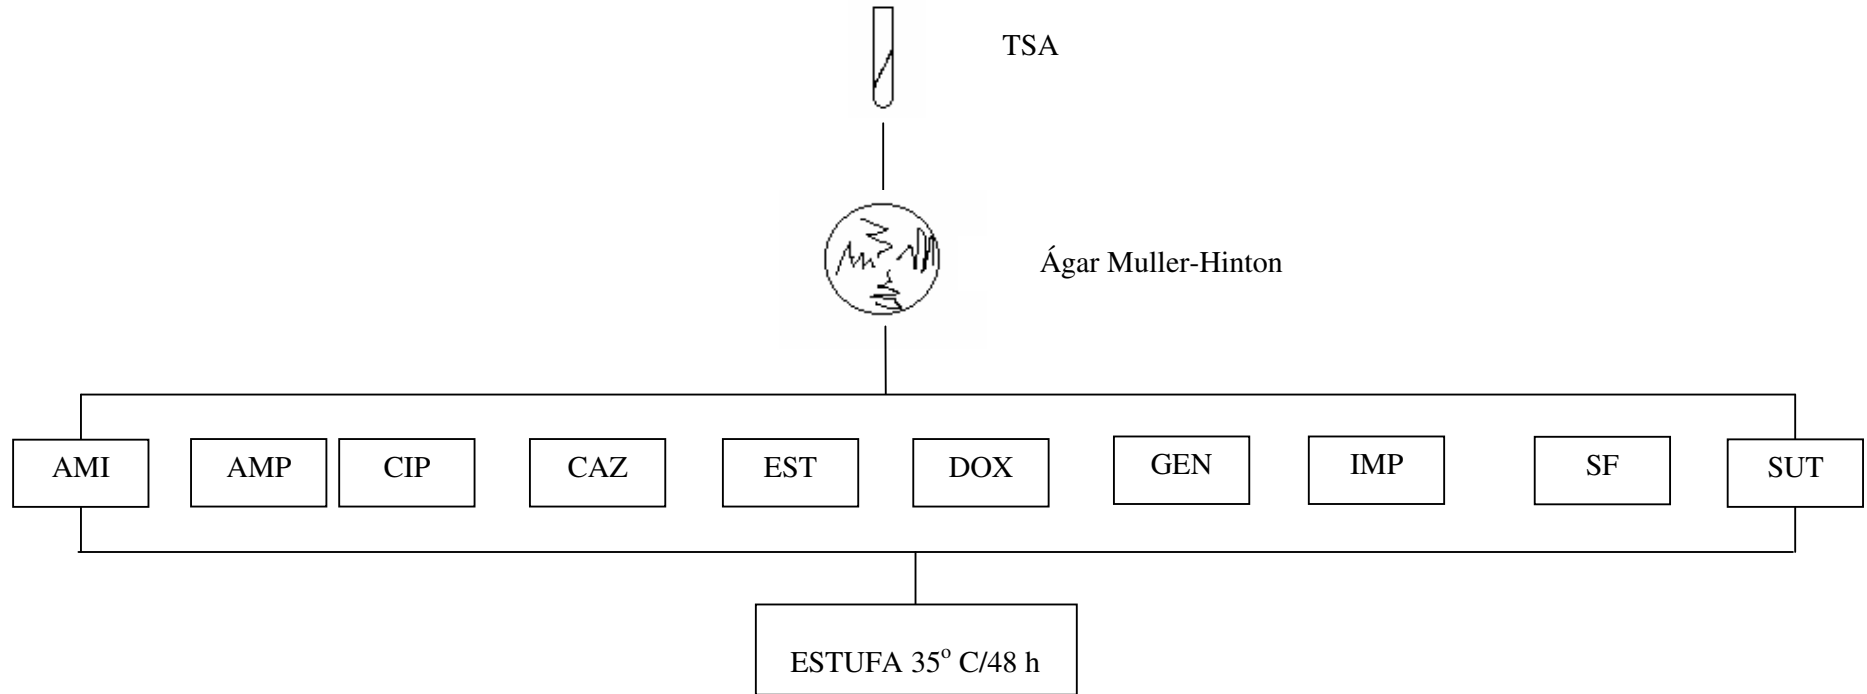 TSA
Ágar Muller-Hinton
AMI
AMP
CIP
CAZ
EST
DOX
GEN
IMP
SF
SUT
ESTUFA 35º C/48 h